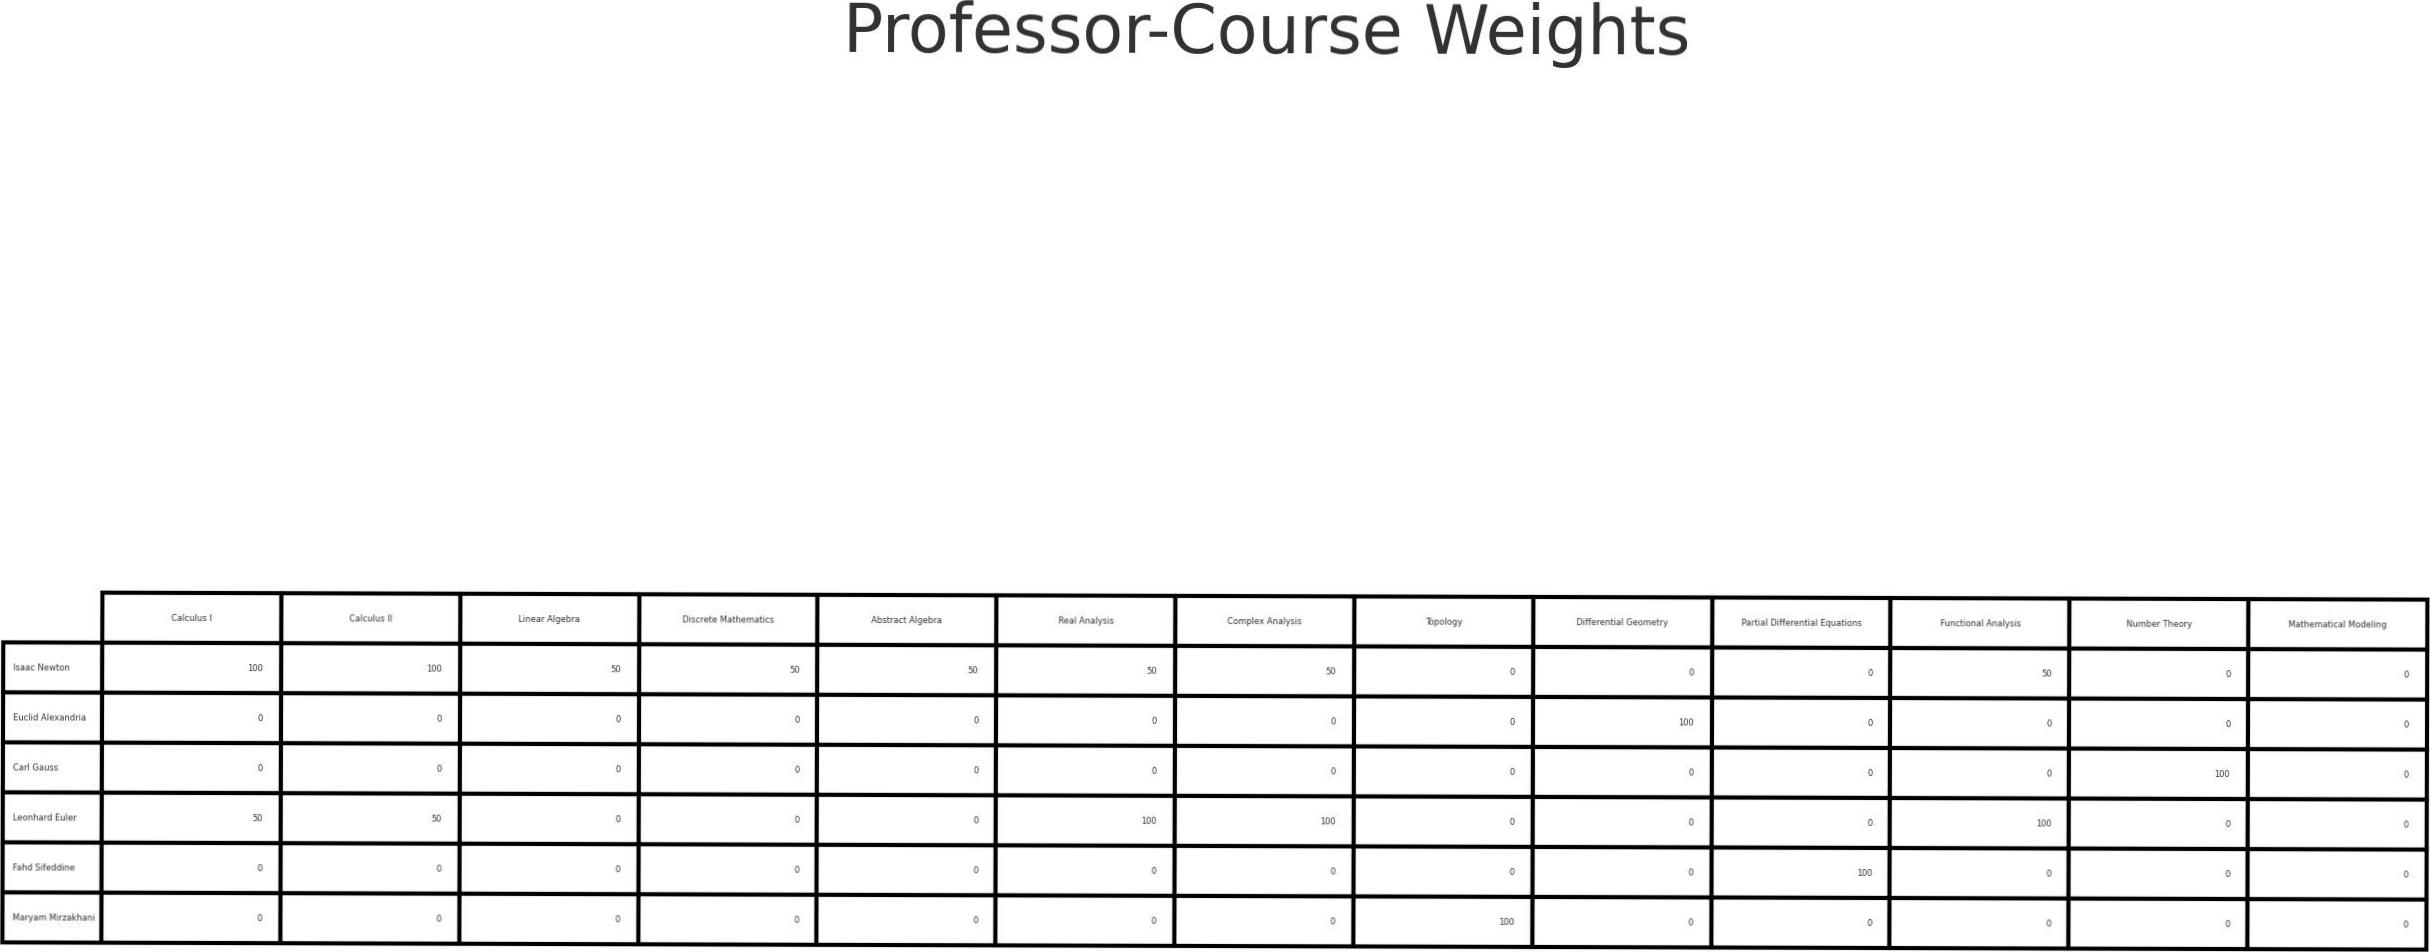 Professor-Course Weights
Calculus I Calculus II Linear Algebra Discrete Mathematics Abstract Algebra Real Analysis Complex Analysis Topology Differential Geometry Partial Differential Equations Functional Analysis Number Theory Mathematical Modeling
Isaac Newton 100 100 50 50 50 50 50 0 0 0 50 0 0
Euclid Alexandria 0 0 0 0 0 0 0 0 100 0 0 0 0
Carl Gauss 0 0 0 0 0 0 0 0 0 0 0 100 0
Leonhard Euler 50 50 0 0 0 100 100 0 0 0 100 0 0
Fahd Sifeddine 0 0 0 0 0 0 0 0 0 100 0 0 0
Maryam Mirzakhani 0 0 0 0 0 0 0 100 0 0 0 0 0